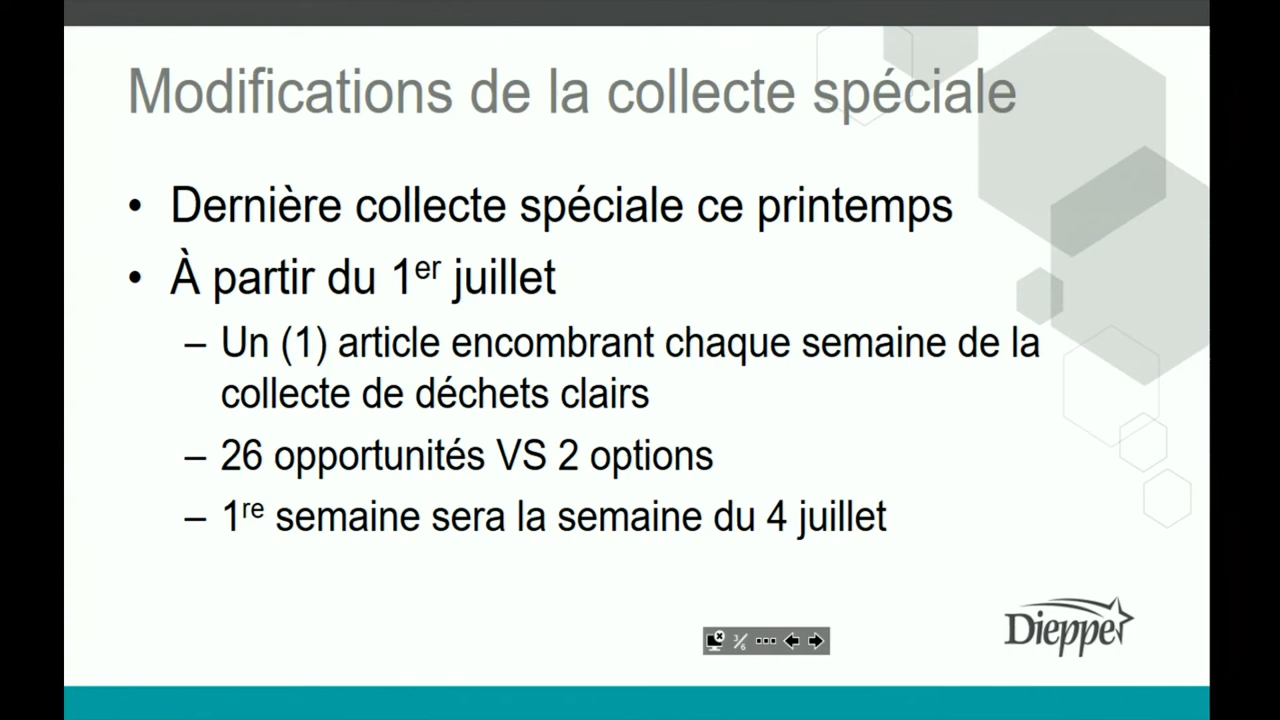 Modifications de la collecte spéciale
• Dernière collecte spéciale ce printemps
• À partir du 1er juillet
– Un (1) article encombrant chaque semaine de la
collecte de déchets clairs
– 26 opportunités VS 2 options
– 1re semaine sera la semaine du 4 juillet
3/6
Dieppe